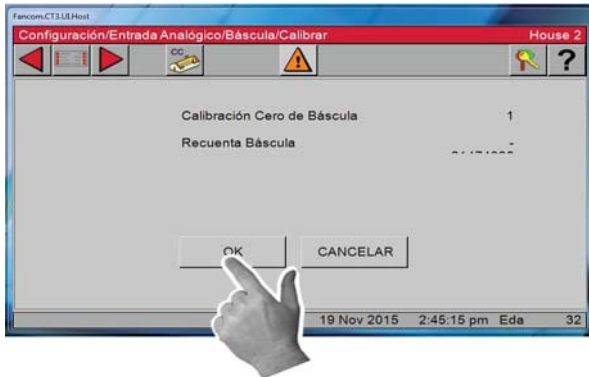 Fancom.CT3.UI.Host
Configuración/Entrada Analógico/Báscula/Calibrar House 2
CC ?
Calibración Cero de Báscula 1
Recuenta Báscula -
OK CANCELAR
19 Nov 2015 2:45:15 pm Eda 32